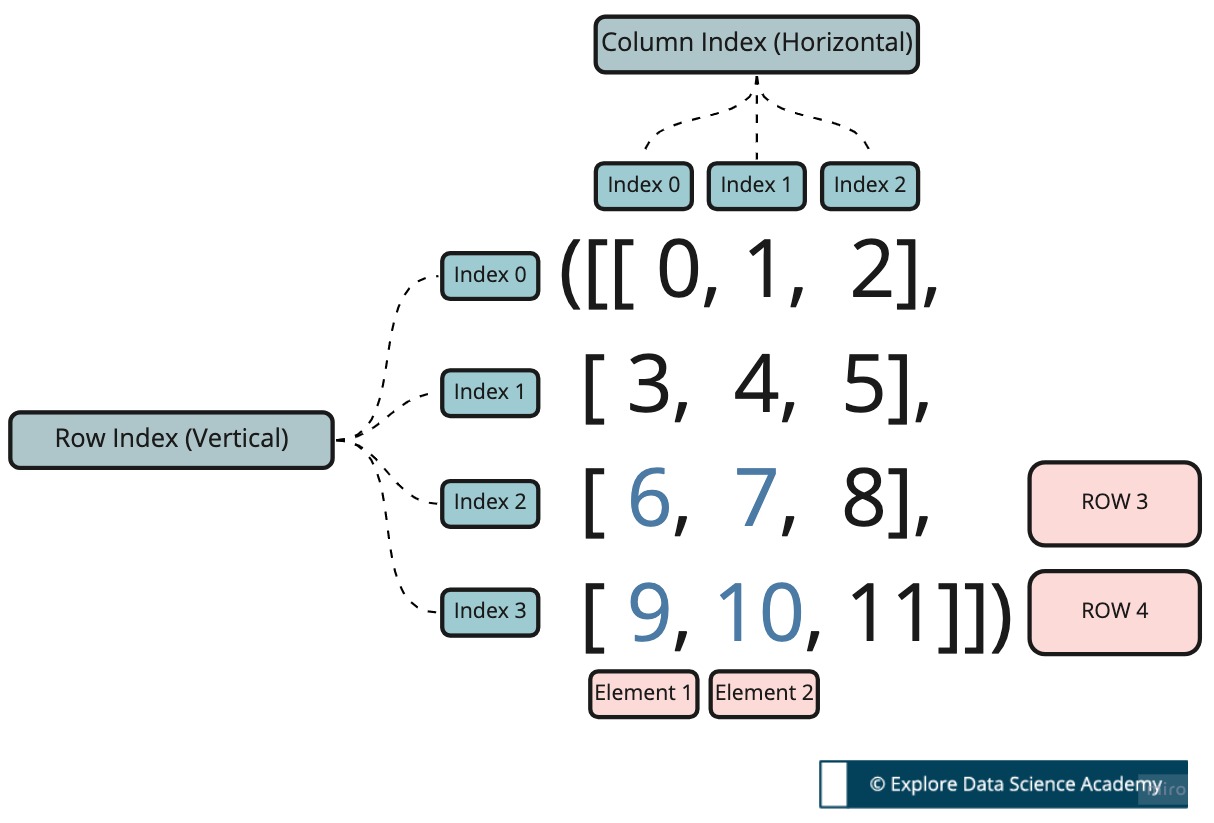 Column Index (Horizontal)
Index 0 Index 1 Index 2
Index 0 ([[ 0, 1, 2],
Index 1 [ 3, 4, 5],
Row Index (Vertical)
Index 2 [ 6, 7, 8], ROW 3
Index 3 [ 9, 10, 11]]) ROW 4
Element 1 Element 2
© Explore Data Science Academy
miro